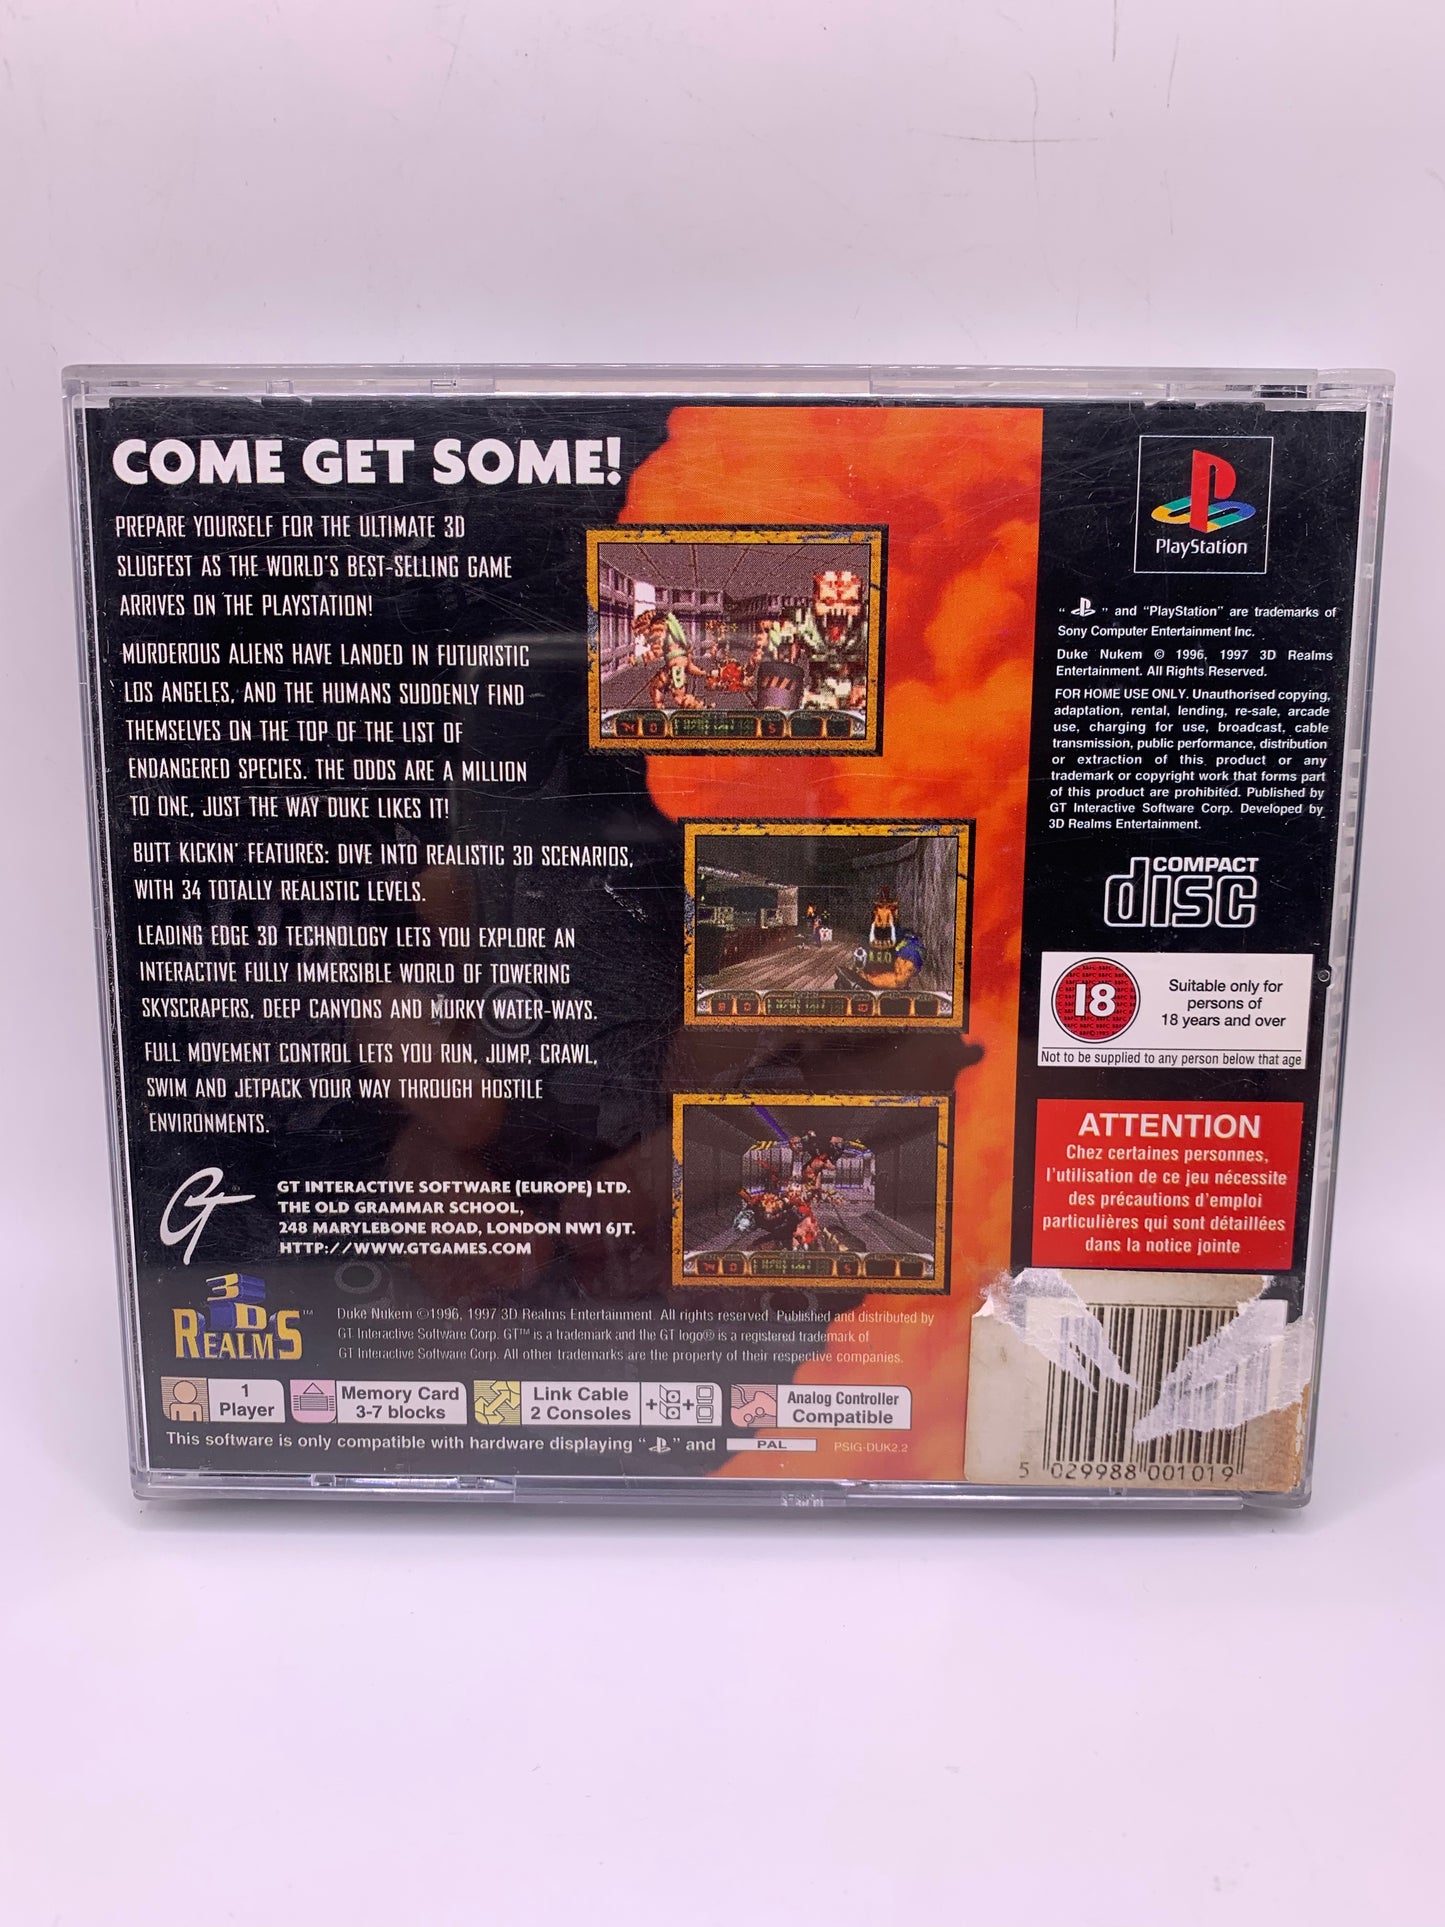 COME GET SOME!
PREPARE YOURSELF FOR THE ULTIMATE 3D
SLUGFEST AS THE WORLD'S BEST-SELLING GAME
ARRIVES ON THE PLAYSTATION!
MURDEROUS ALIENS HAVE LANDED IN FUTURISTIC
LOS ANGELES, AND THE HUMANS SUDDENLY FIND
THEMSELVES ON THE TOP OF THE LIST OF
ENDANGERED SPECIES. THE ODDS ARE A MILLION
TO ONE, JUST THE WAY DUKE LIKES IT!
BUTT KICKIN' FEATURES: DIVE INTO REALISTIC 3D SCENARIOS,
WITH 34 TOTALLY REALISTIC LEVELS.
LEADING EDGE 3D TECHNOLOGY LETS YOU EXPLORE AN
INTERACTIVE FULLY IMMERSIBLE WORLD OF TOWERING
SKYSCRAPERS, DEEP CANYONS AND MURKY WATER-WAYS.
FULL MOVEMENT CONTROL LETS YOU RUN, JUMP, CRAWL,
SWIM AND JETPACK YOUR WAY THROUGH HOSTILE
ENVIRONMENTS.
GT
GT INTERACTIVE SOFTWARE (EUROPE) LTD.
THE OLD GRAMMAR SCHOOL,
248 MARYLEBONE ROAD, LONDON NW1 6JT.
HTTP://WWW.GTGAMES.COM
3D
REALMS™
Duke Nukem ©1996, 1997 3D Realms Entertainment. All rights reserved. Published and distributed by
GT Interactive Software Corp. GT™ is a trademark and the GT logo® is a registered trademark of
GT Interactive Software Corp. All other trademarks are the property of their respective companies.
1
Player
Memory Card
3-7 blocks
Link Cable
2 Consoles
Analog Controller
Compatible
This software is only compatible with hardware displaying " " and PAL PSIG-DUK2.2
PlayStation
" " and "PlayStation" are trademarks of
Sony Computer Entertainment Inc.
Duke Nukem © 1996, 1997 3D Realms
Entertainment. All Rights Reserved.
FOR HOME USE ONLY. Unauthorised copying,
adaptation, rental, lending, re-sale, arcade
use, charging for use, broadcast, cable
transmission, public performance, distribution
or extraction of this product or any
trademark or copyright work that forms part
of this product are prohibited. Published by
GT Interactive Software Corp. Developed by
3D Realms Entertainment.
COMPACT
disc
18
Suitable only for
persons of
18 years and over
Not to be supplied to any person below that age
ATTENTION
Chez certaines personnes,
l'utilisation de ce jeu nécessite
des précautions d'emploi
particulières qui sont détaillées
dans la notice jointe
5 029988 001019